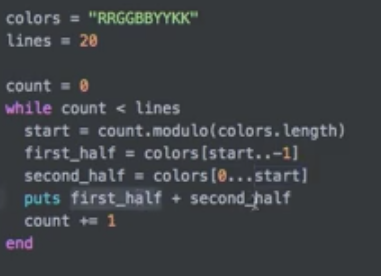 colors = "RRGGBBYYKK"
lines = 20

count = 0
while count < lines
  start = count.modulo(colors.length)
  first_half = colors[start..-1]
  second_half = colors[0...start]
  puts first_half + second_half
  count += 1
end